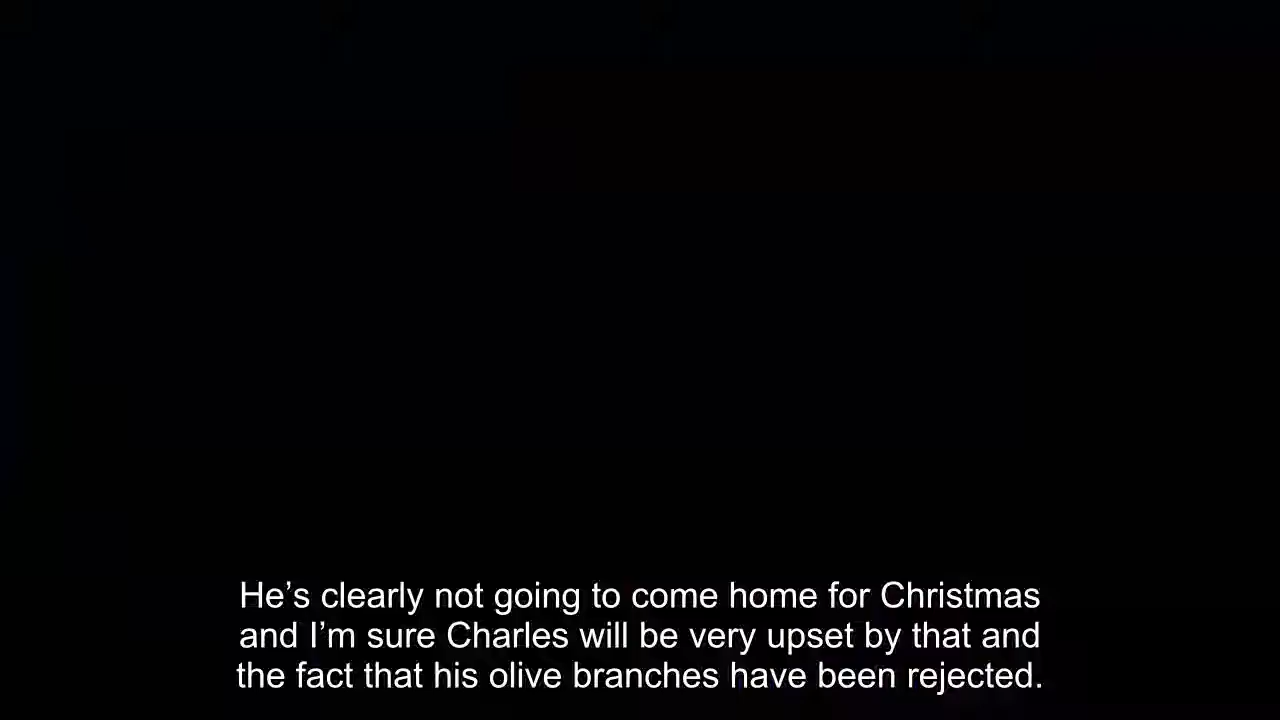 He’s clearly not going to come home for Christmas
and I’m sure Charles will be very upset by that and
the fact that his olive branches have been rejected.